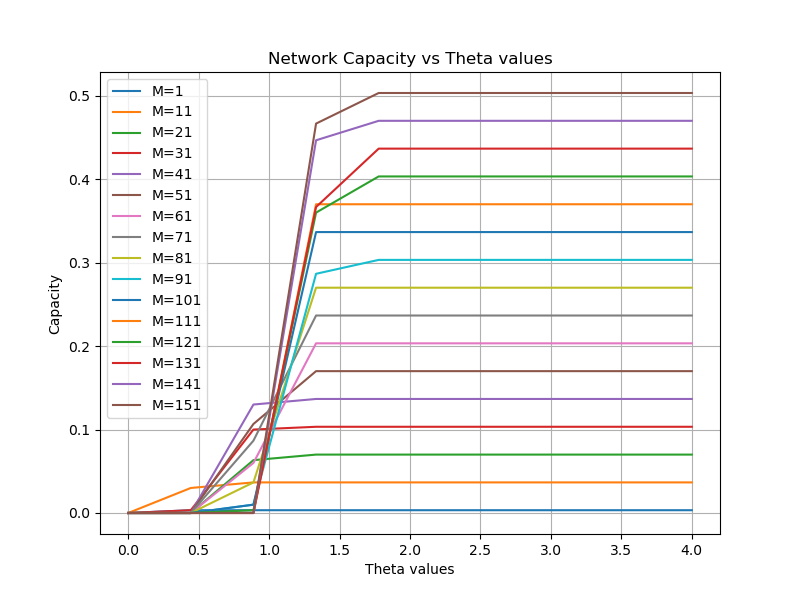 Network Capacity vs Theta values
M=1
M=11
M=21
M=31
M=41
M=51
M=61
M=71
M=81
M=91
M=101
M=111
M=121
M=131
M=141
M=151
Capacity
0.5
0.4
0.3
0.2
0.1
0.0
0.0 0.5 1.0 1.5 2.0 2.5 3.0 3.5 4.0
Theta values